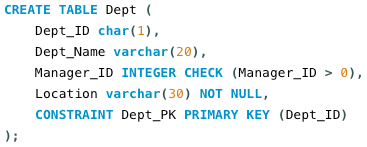 CREATE TABLE Dept (
    Dept_ID char(1),
    Dept_Name varchar(20),
    Manager_ID INTEGER CHECK (Manager_ID > 0),
    Location varchar(30) NOT NULL,
    CONSTRAINT Dept_PK PRIMARY KEY (Dept_ID)
);